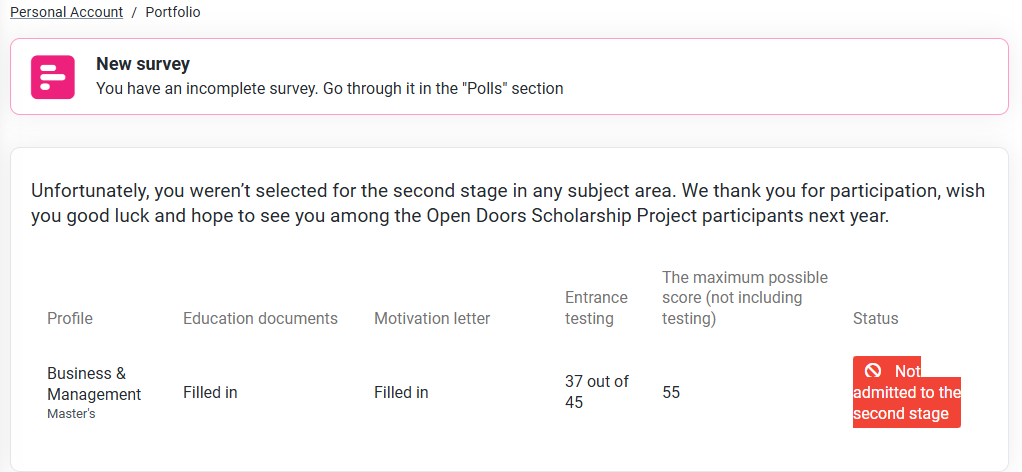 Personal Account / Portfolio
New survey
You have an incomplete survey. Go through it in the "Polls" section
Unfortunately, you weren’t selected for the second stage in any subject area. We thank you for participation, wish
you good luck and hope to see you among the Open Doors Scholarship Project participants next year.
Profile
Education documents
Motivation letter
Entrance
testing
The maximum possible
score (not including
testing)
Status
Business &
Management
Master's
Filled in
Filled in
37 out of
45
55
Not
admitted to the
second stage